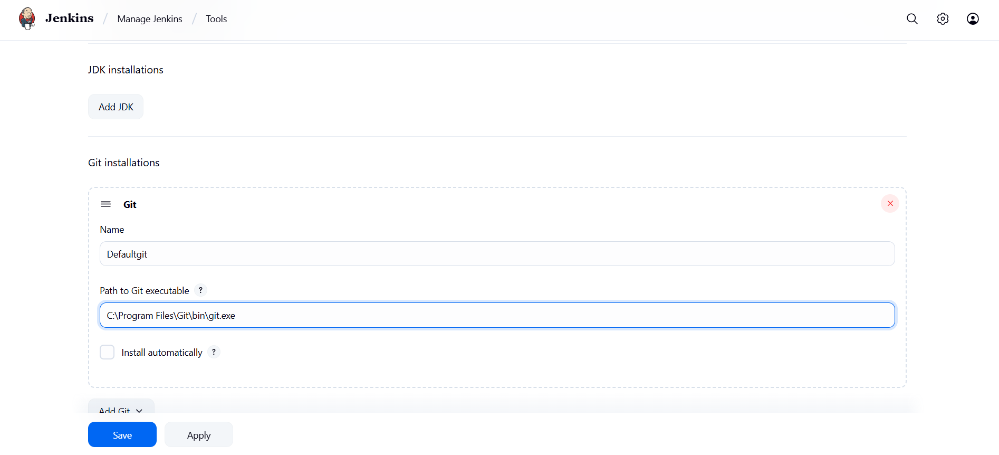 Jenkins / Manage Jenkins / Tools
JDK installations
Add JDK
Git installations
Git
Name
Defaultgit
Path to Git executable ?
C:\Program Files\Git\bin\git.exe
Install automatically ?
Add Git
Save Apply